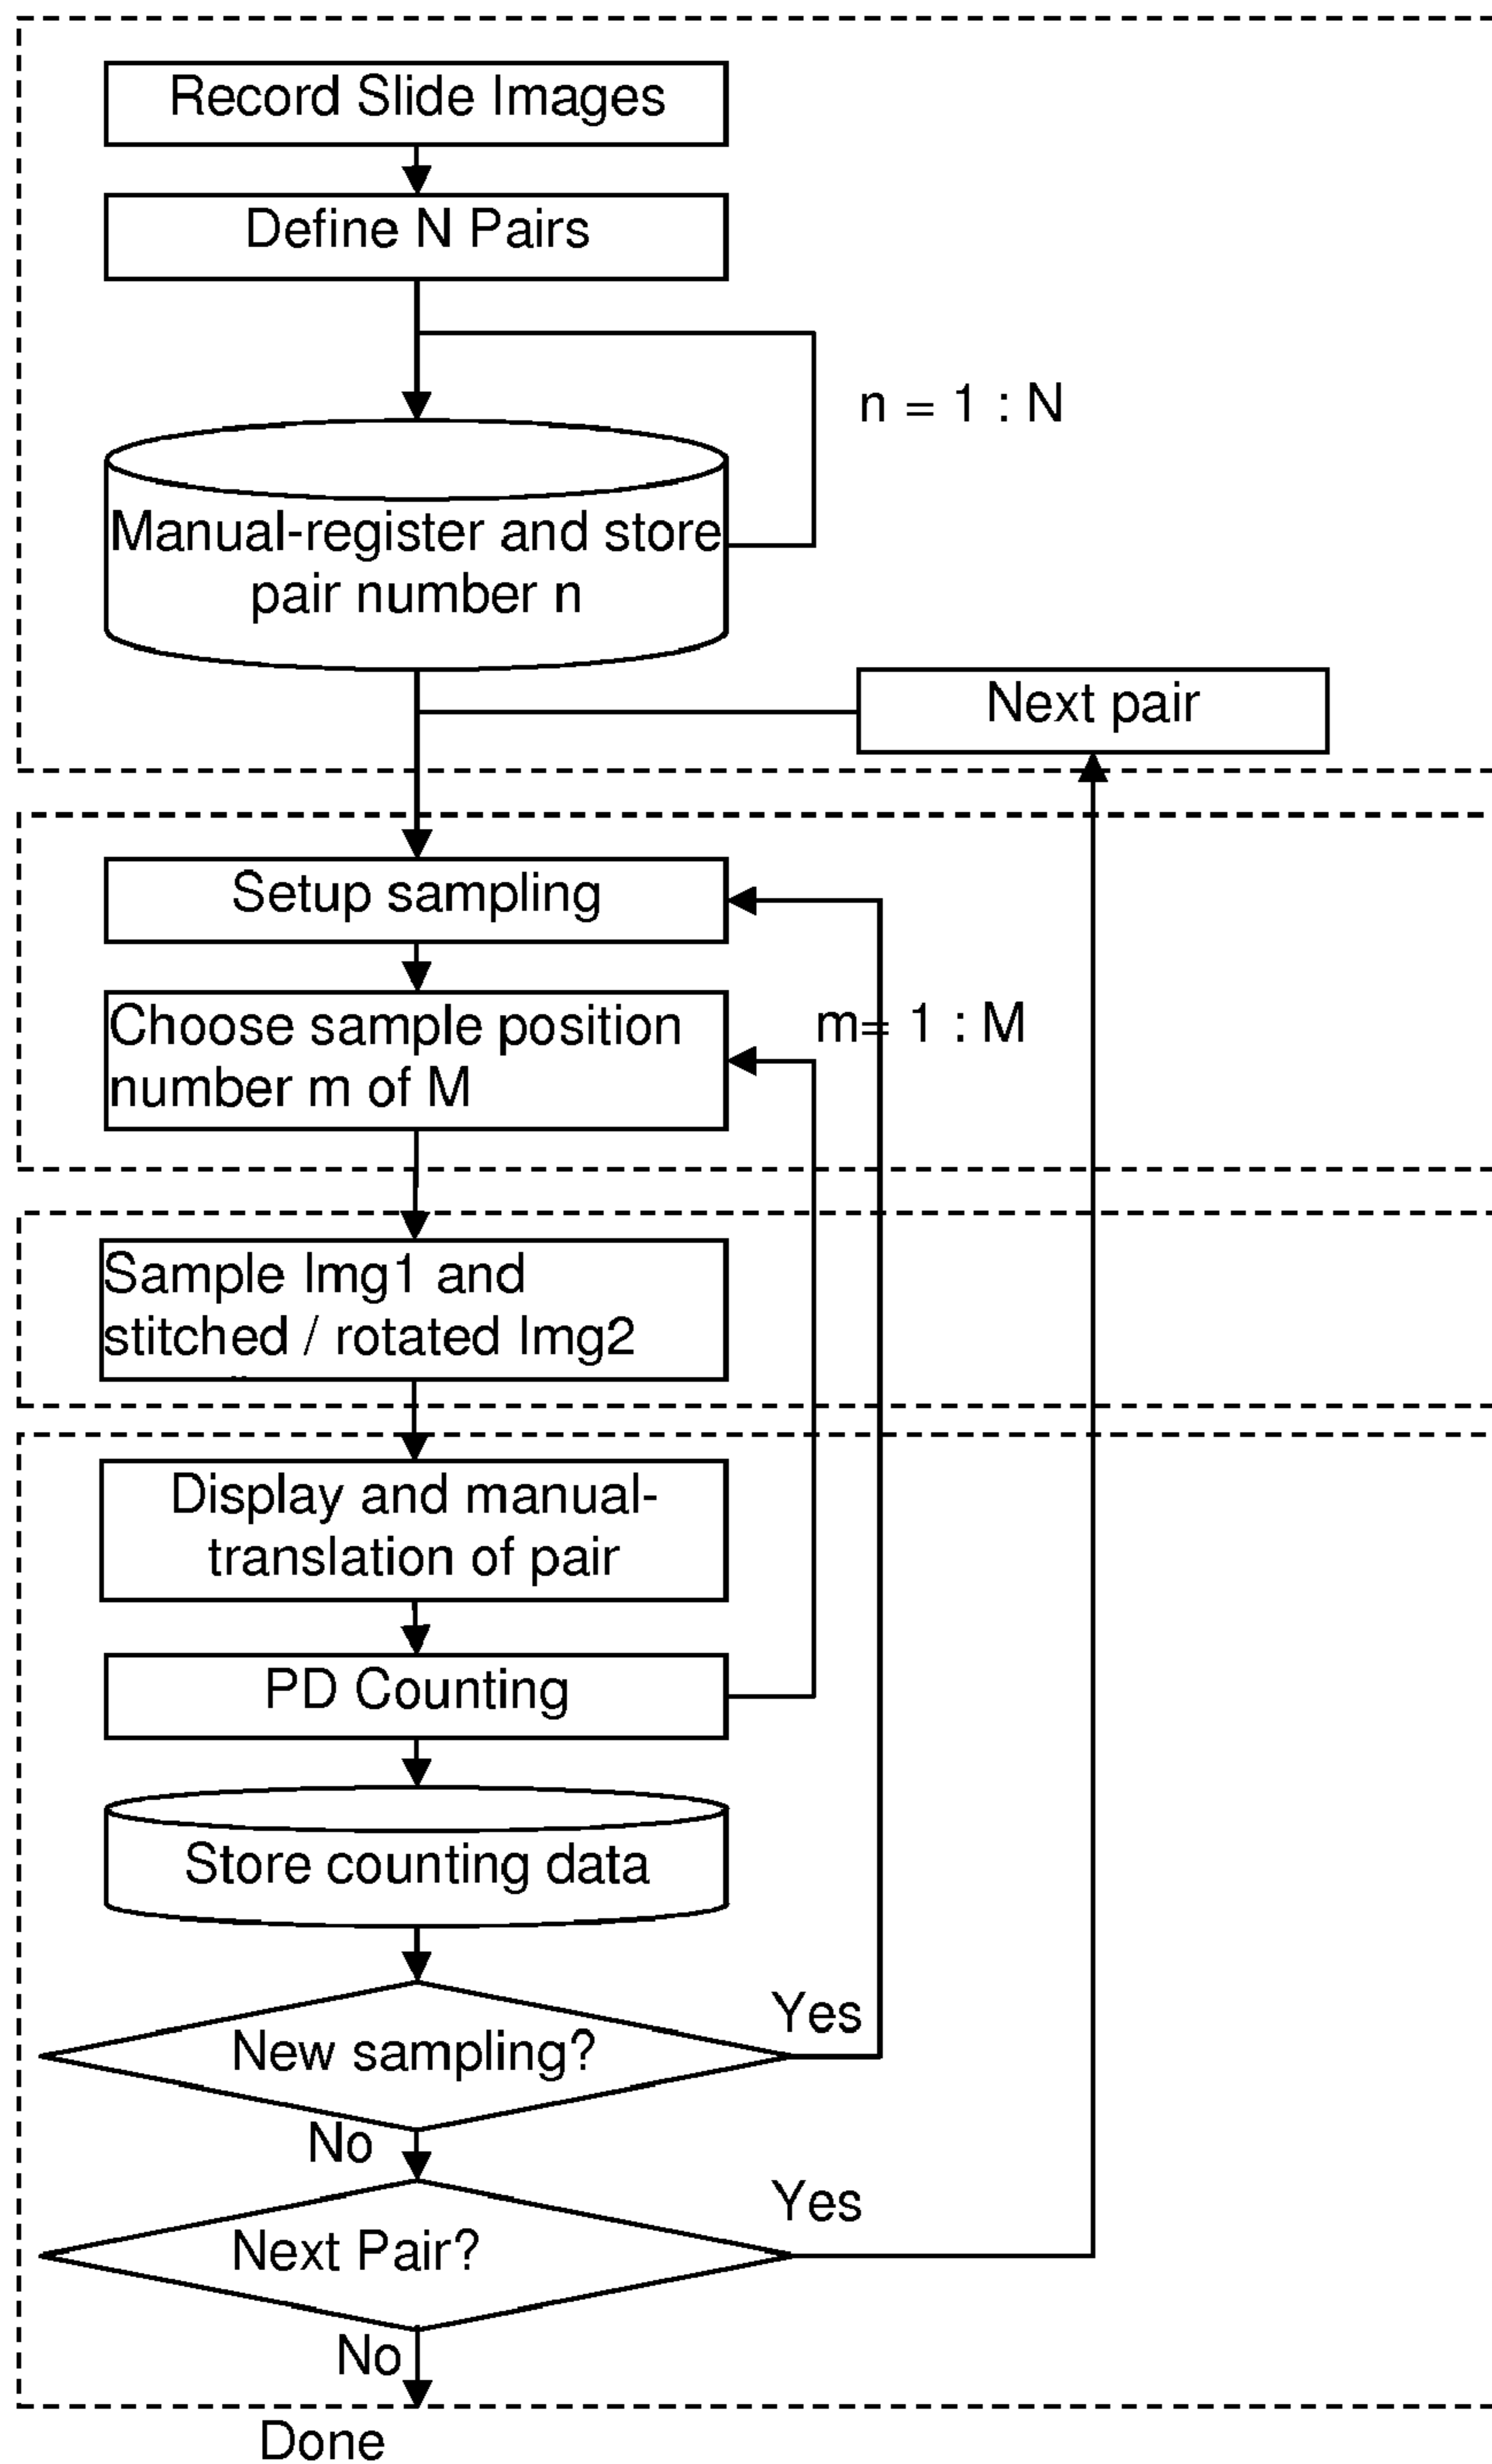 Record Slide Images
Define N Pairs
n = 1 : N
Manual-register and store
pair number n
Next pair
Setup sampling
Choose sample position
number m of M
m= 1 : M
Sample Img1 and
stitched / rotated Img2
Display and manual-
translation of pair
PD Counting
Store counting data
New sampling?
Yes
No
Next Pair?
Yes
No
Done